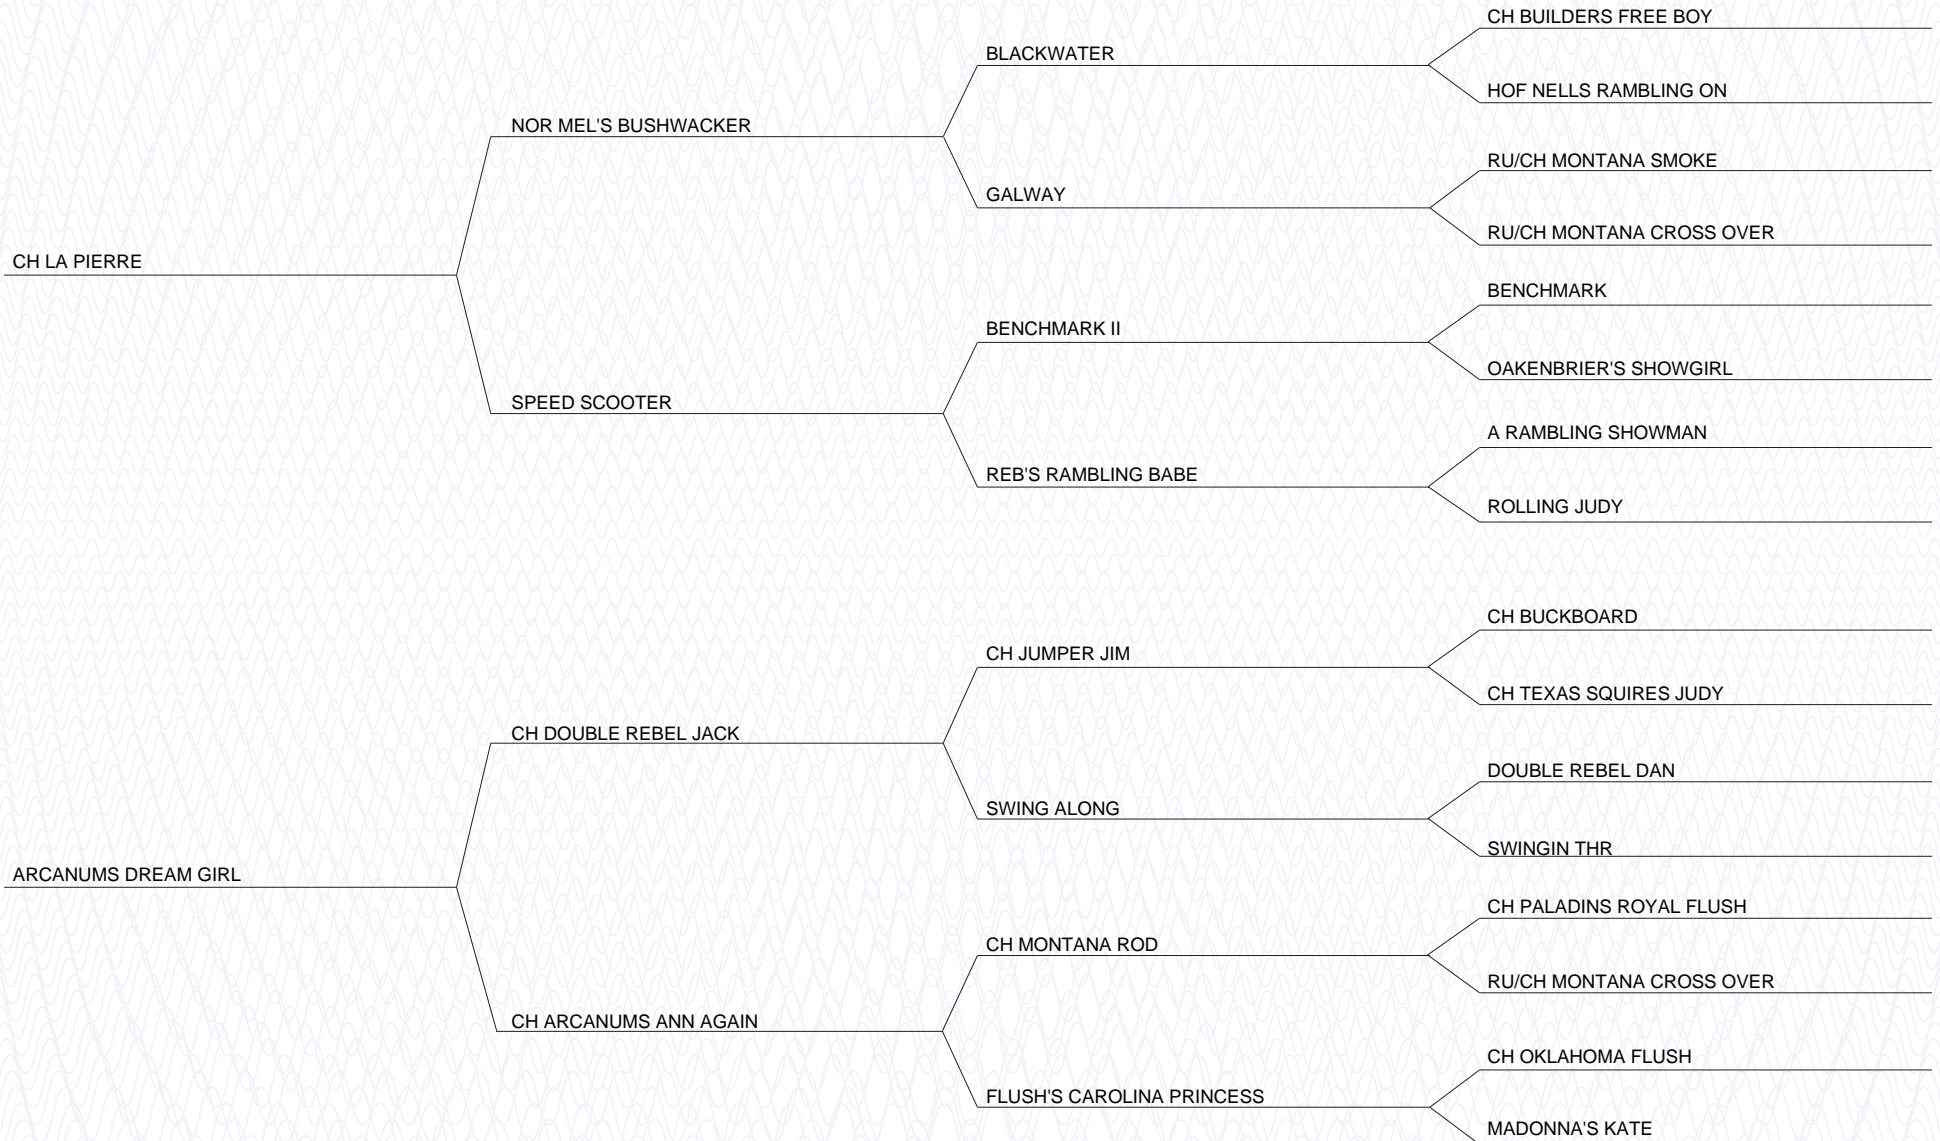 CH BUILDERS FREE BOY
BLACKWATER
HOF NELLS RAMBLING ON
NOR MEL'S BUSHWACKER
RU/CH MONTANA SMOKE
GALWAY
RU/CH MONTANA CROSS OVER
CH LA PIERRE
BENCHMARK
BENCHMARK II
OAKENBRIER'S SHOWGIRL
SPEED SCOOTER
A RAMBLING SHOWMAN
REB'S RAMBLING BABE
ROLLING JUDY
CH BUCKBOARD
CH JUMPER JIM
CH TEXAS SQUIRES JUDY
CH DOUBLE REBEL JACK
DOUBLE REBEL DAN
SWING ALONG
SWINGIN THR
ARCANUMS DREAM GIRL
CH PALADINS ROYAL FLUSH
CH MONTANA ROD
RU/CH MONTANA CROSS OVER
CH ARCANUMS ANN AGAIN
CH OKLAHOMA FLUSH
FLUSH'S CAROLINA PRINCESS
MADONNA'S KATE